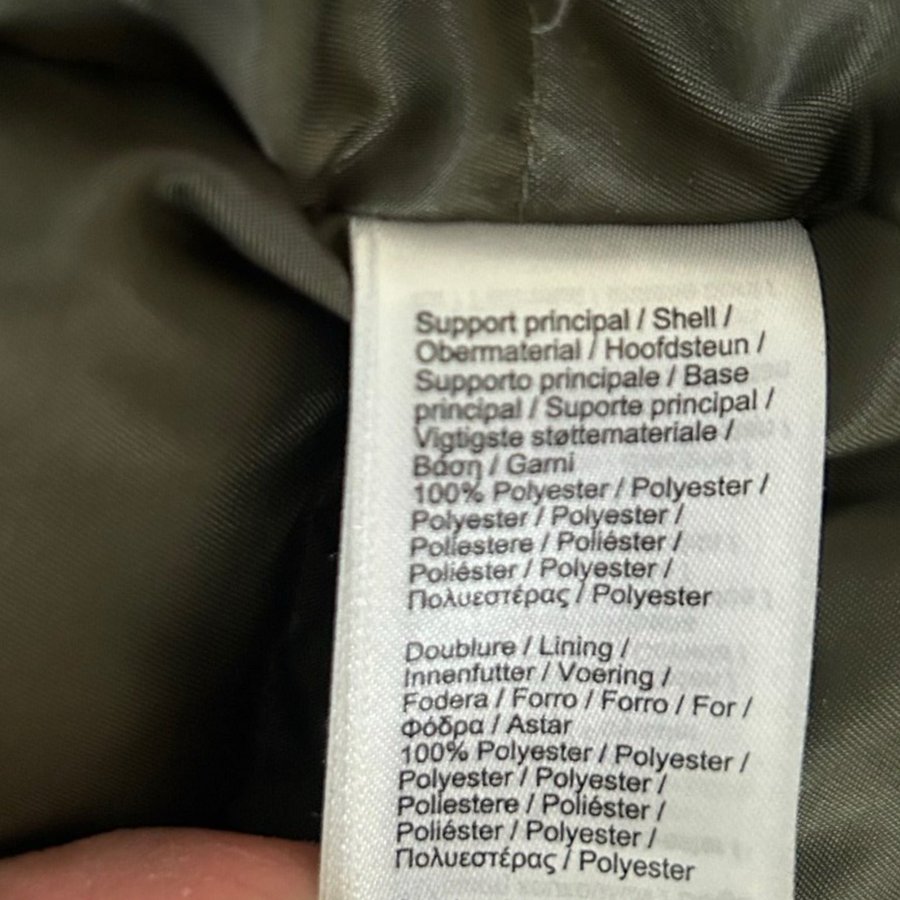 Support principal / Shell /
Obermaterial / Hoofdsteun /
Supporto principale / Base
principal / Suporte principal /
Vigtigste støttemateriale /
Βάση / Garni
100% Polyester / Polyester /
Polyester / Polyester /
Poliestere / Poliéster /
Poliéster / Polyester /
Πολυεστέρας / Polyester
Doublure / Lining /
Innenfutter / Voering /
Fodera / Forro / Forro / For /
Φόδρα / Astar
100% Polyester / Polyester /
Polyester / Polyester /
Poliestere / Poliéster /
Poliéster / Polyester /
Πολυεστέρας / Polyester